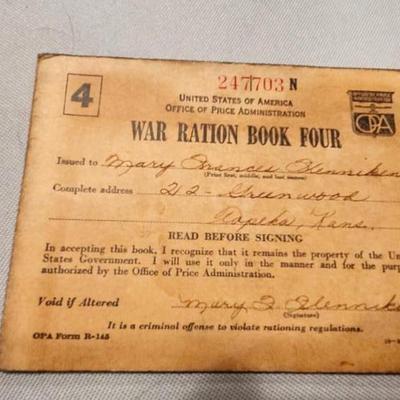 4
247703 N
UNITED STATES OF AMERICA
OFFICE OF PRICE ADMINISTRATION
OPA
WAR RATION BOOK FOUR
Issued to Mary Frances Glenniken
(Print first, middle, and last names)
Complete address 212 - Greenwood
Topeka, Kans.
READ BEFORE SIGNING
In accepting this book, I recognize that it remains the property of the Un
States Government. I will use it only in the manner and for the purp
authorized by the Office of Price Administration.
Void if Altered Mary F. Glennik
(Signature)
It is a criminal offense to violate rationing regulations.
OPA Form R-145